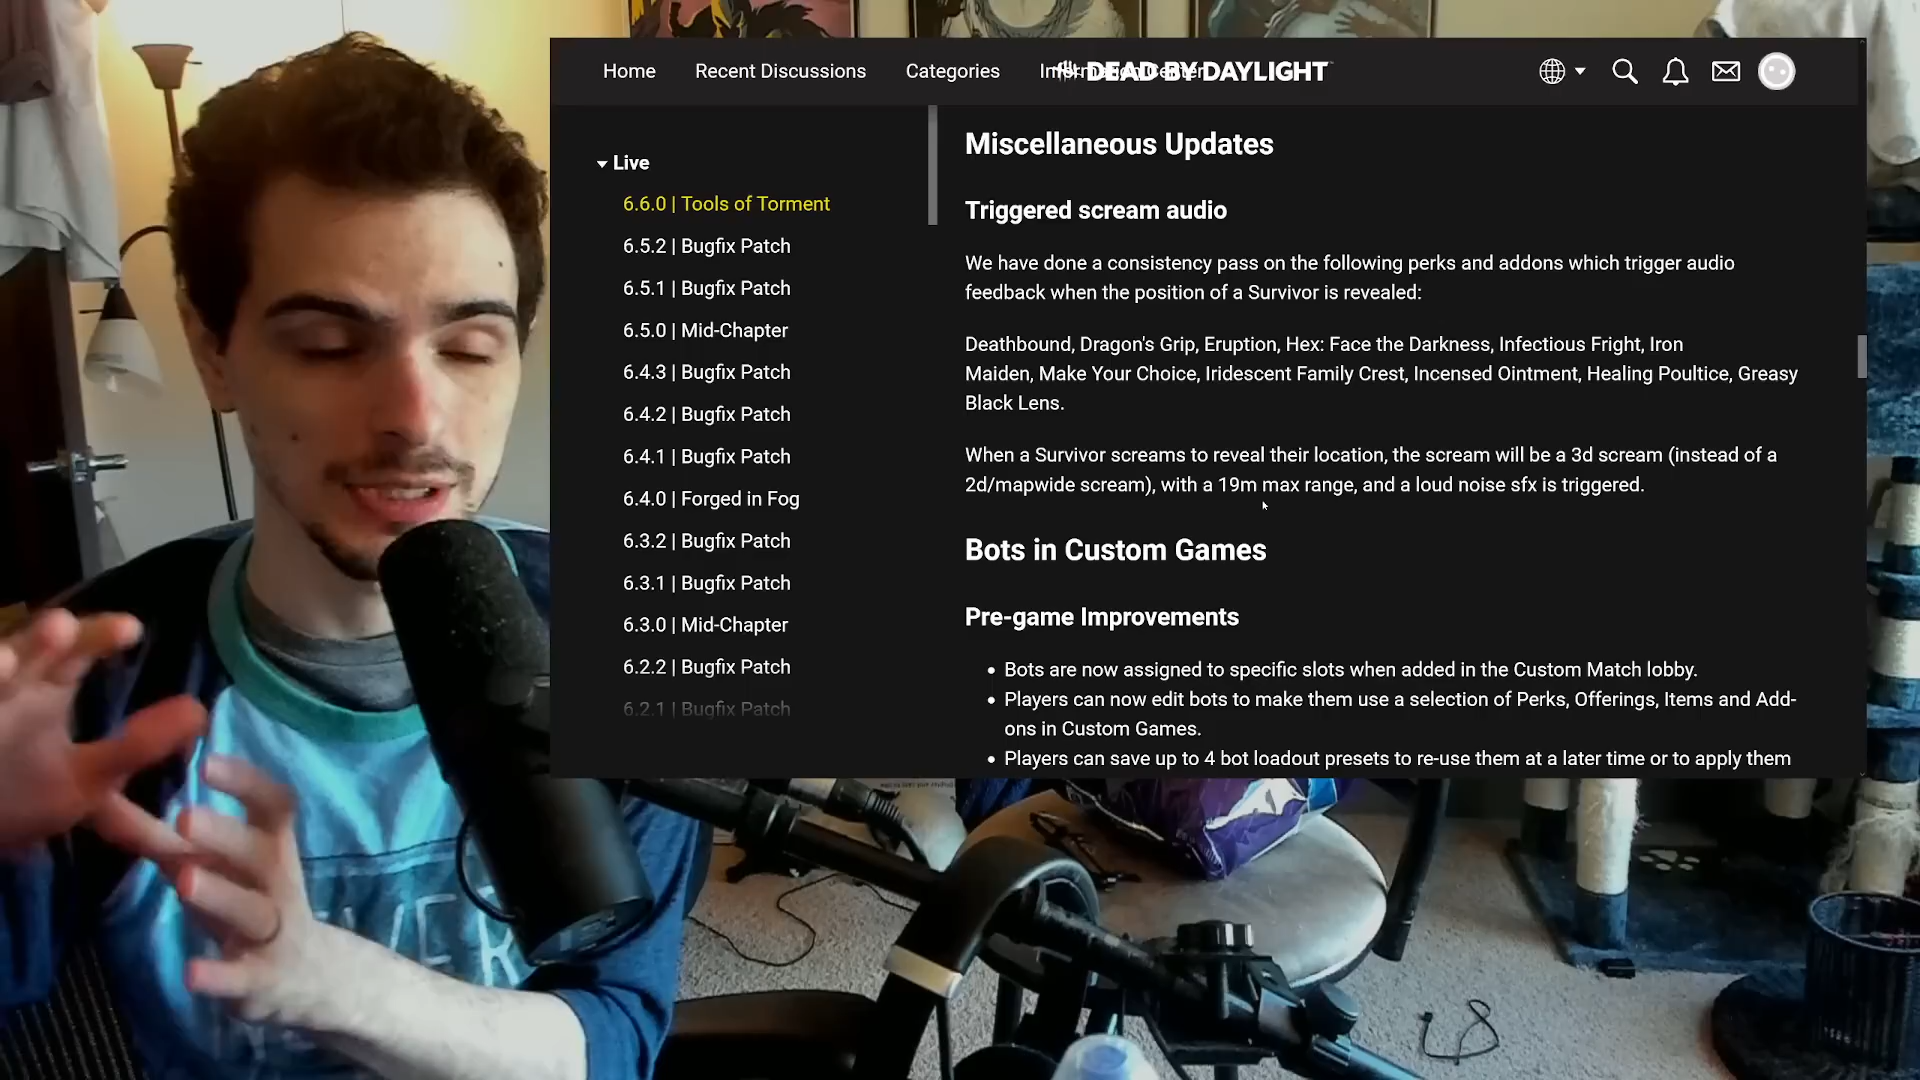 Home Recent Discussions Categories Information Center DEAD BY DAYLIGHT
Live
6.6.0 | Tools of Torment
6.5.2 | Bugfix Patch
6.5.1 | Bugfix Patch
6.5.0 | Mid-Chapter
6.4.3 | Bugfix Patch
6.4.2 | Bugfix Patch
6.4.1 | Bugfix Patch
6.4.0 | Forged in Fog
6.3.2 | Bugfix Patch
6.3.1 | Bugfix Patch
6.3.0 | Mid-Chapter
6.2.2 | Bugfix Patch
6.2.1 | Bugfix Patch
Miscellaneous Updates
Triggered scream audio
We have done a consistency pass on the following perks and addons which trigger audio
feedback when the position of a Survivor is revealed:
Deathbound, Dragon's Grip, Eruption, Hex: Face the Darkness, Infectious Fright, Iron
Maiden, Make Your Choice, Iridescent Family Crest, Incensed Ointment, Healing Poultice, Greasy
Black Lens.
When a Survivor screams to reveal their location, the scream will be a 3d scream (instead of a
2d/mapwide scream), with a 19m max range, and a loud noise sfx is triggered.
Bots in Custom Games
Pre-game Improvements
• Bots are now assigned to specific slots when added in the Custom Match lobby.
• Players can now edit bots to make them use a selection of Perks, Offerings, Items and Add-
ons in Custom Games.
• Players can save up to 4 bot loadout presets to re-use them at a later time or to apply them